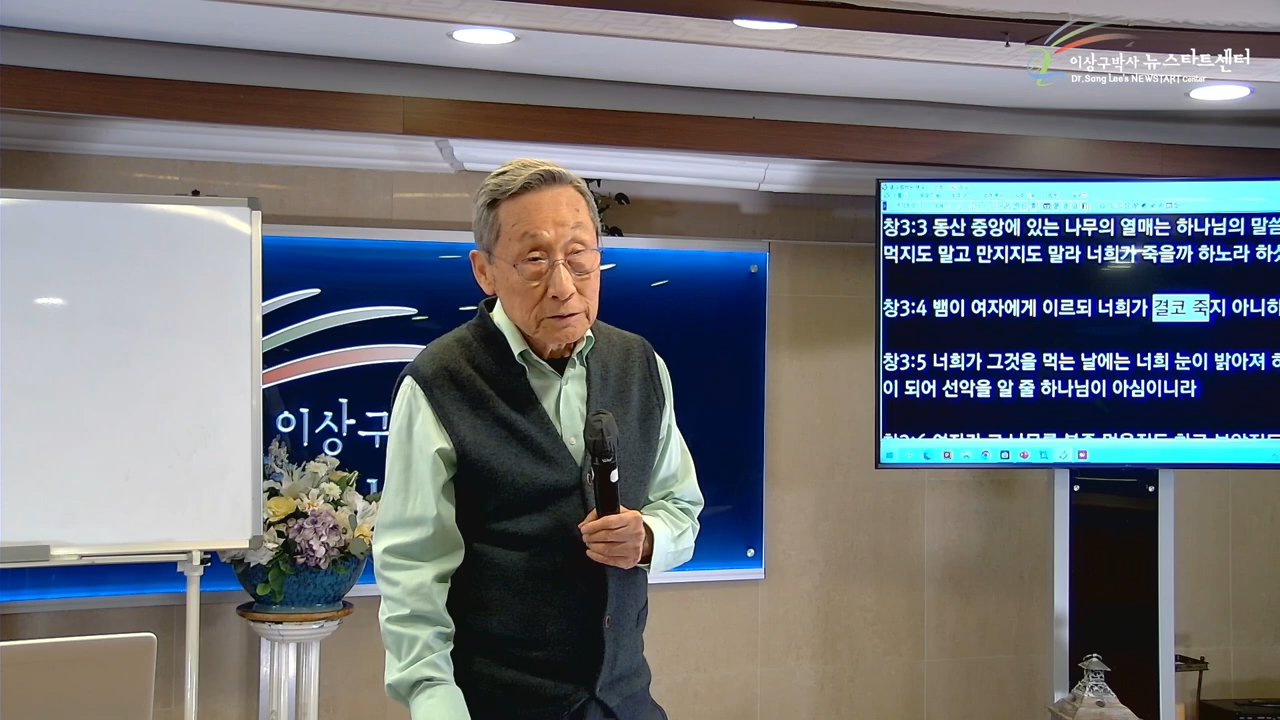 이상구박사 뉴스타트센터
Dr.Sang Lee's NEWSTART Center
창3:3 동산 중앙에 있는 나무의 열매는 하나님의 말씀
먹지도 말고 만지지도 말라 너희가 죽을까 하노라 하셨
창3:4 뱀이 여자에게 이르되 너희가 결코 죽지 아니하
창3:5 너희가 그것을 먹는 날에는 너희 눈이 밝아져 하
이 되어 선악을 알 줄 하나님이 아심이니라
이상구